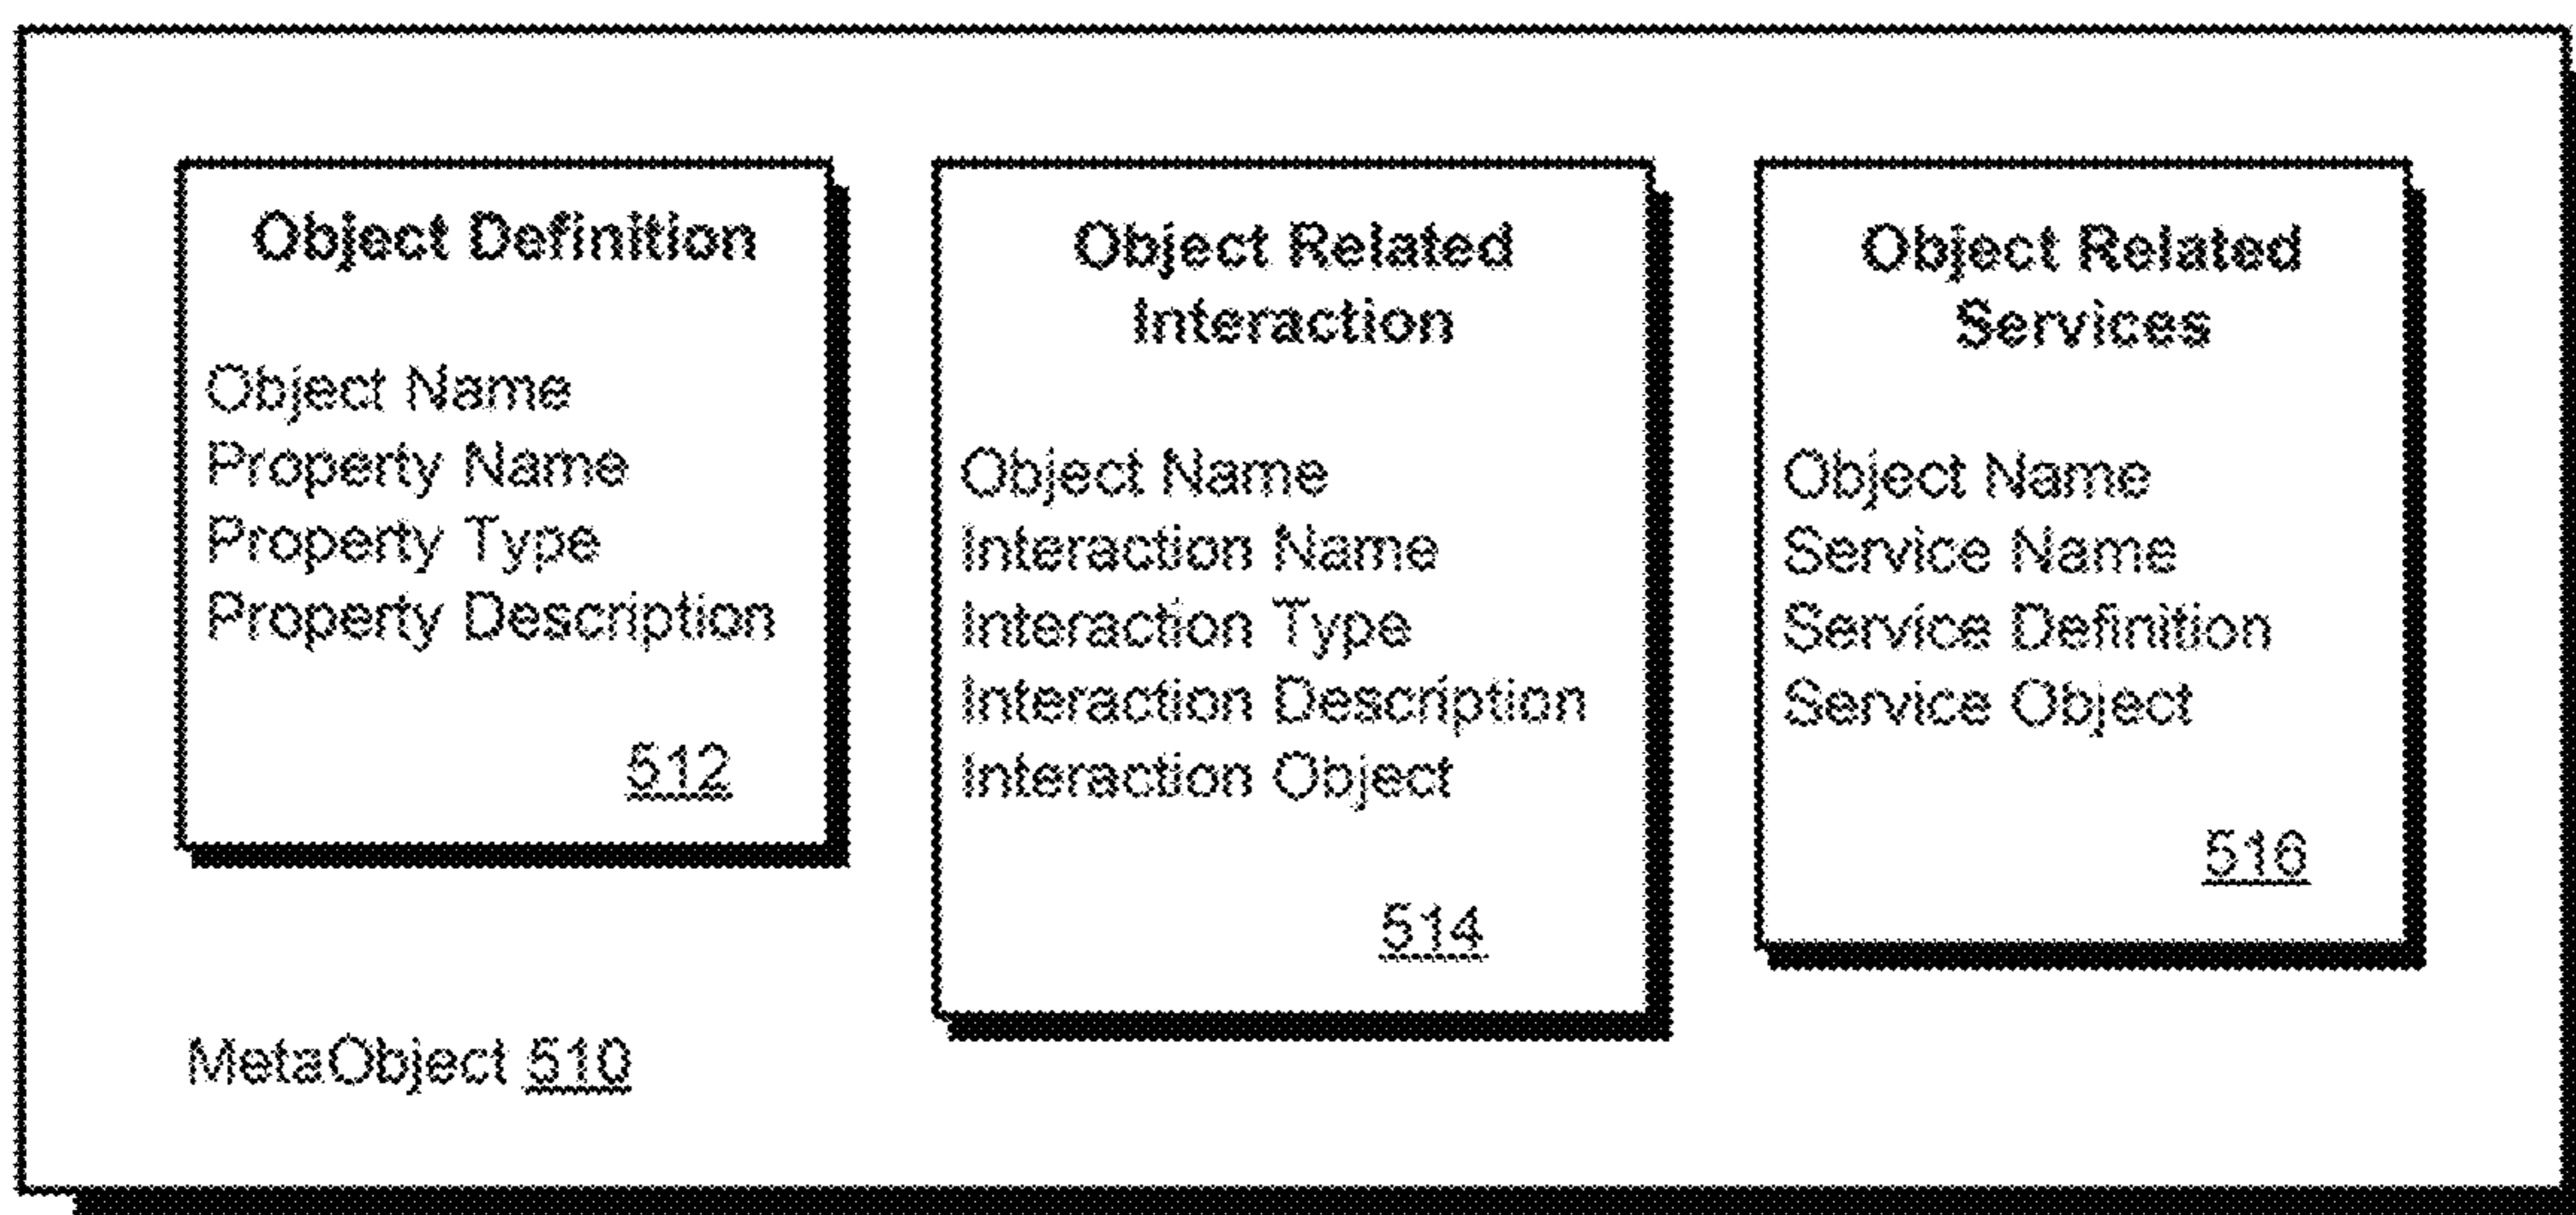 Object Definition
Object Name
Property Name
Property Type
Property Description
512
Object Related
Interaction
Object Name
Interaction Name
Interaction Type
Interaction Description
Interaction Object
514
Object Related
Services
Object Name
Service Name
Service Definition
Service Object
516
MetaObject 510